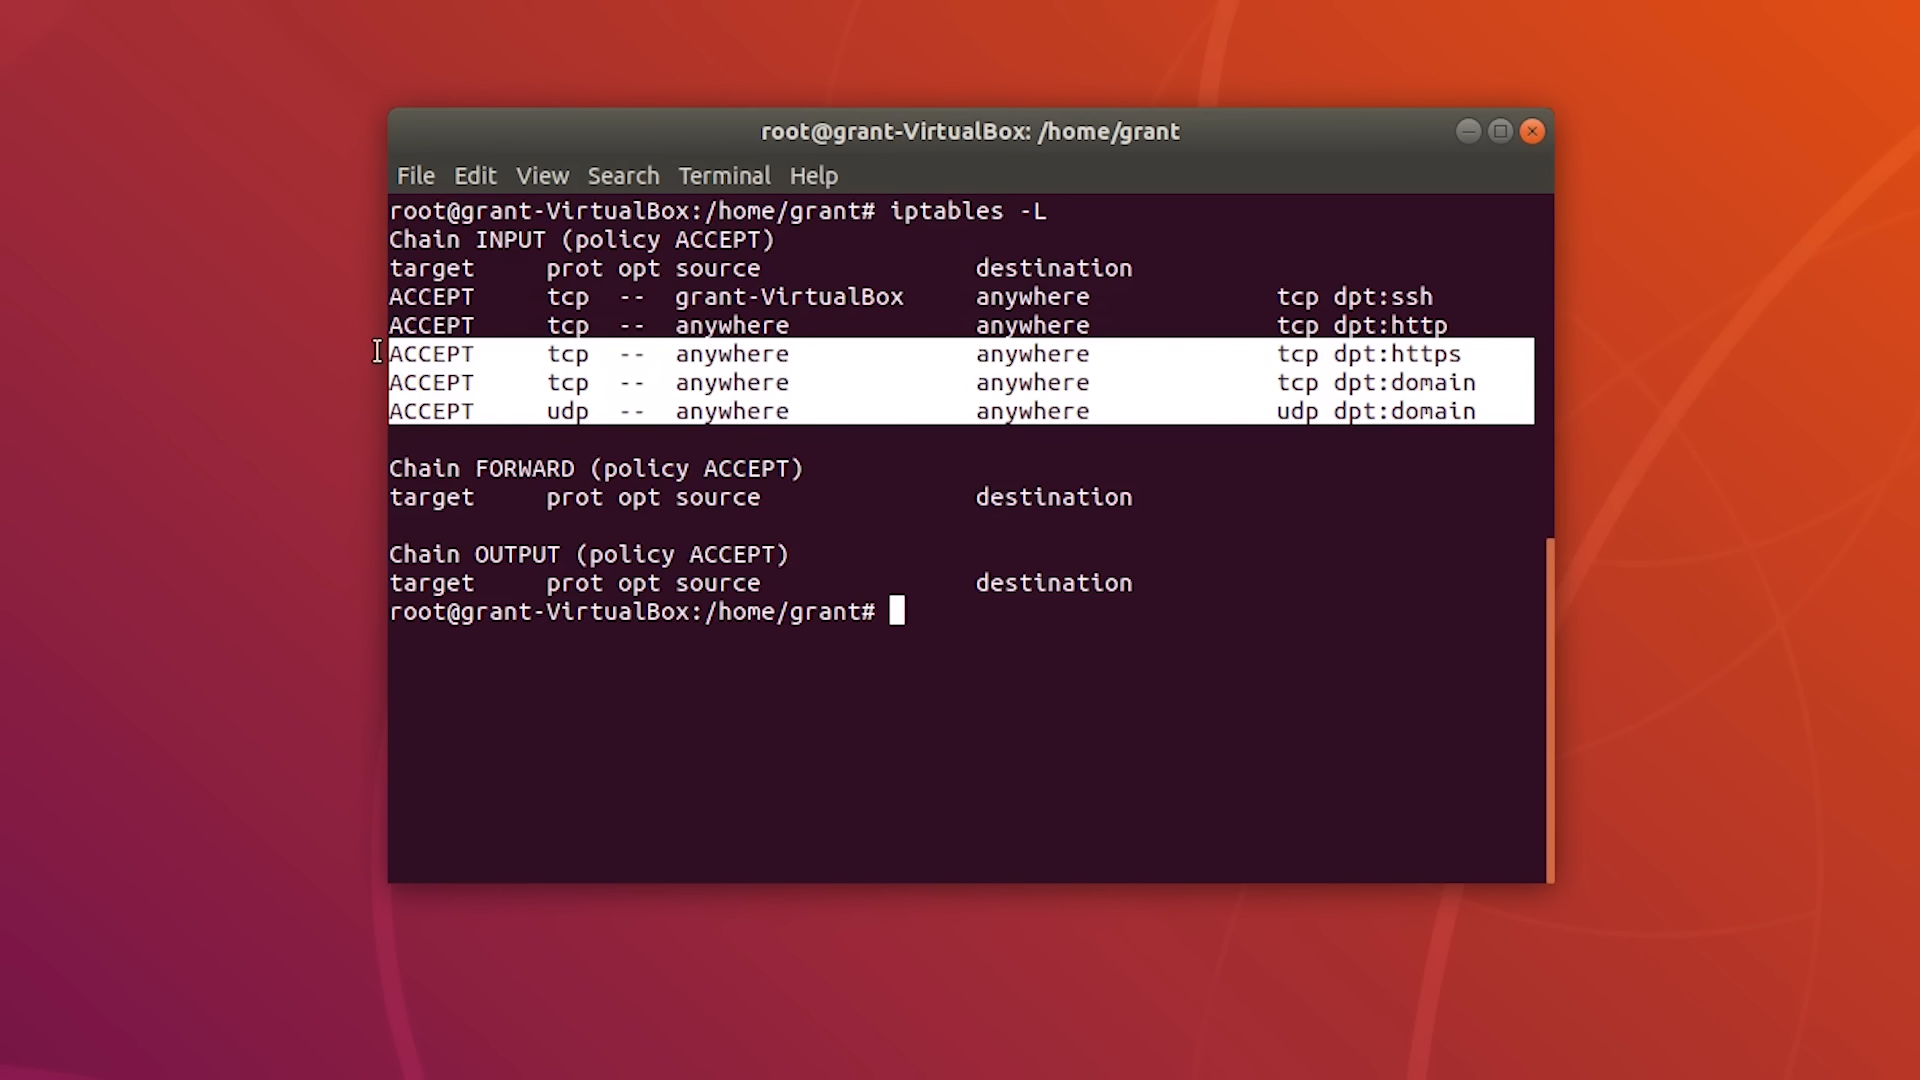 root@grant-VirtualBox: /home/grant
File Edit View Search Terminal Help
root@grant-VirtualBox:/home/grant# iptables -L
Chain INPUT (policy ACCEPT)
target     prot opt source               destination
ACCEPT     tcp  --  grant-VirtualBox     anywhere             tcp dpt:ssh
ACCEPT     tcp  --  anywhere             anywhere             tcp dpt:http
ACCEPT     tcp  --  anywhere             anywhere             tcp dpt:https
ACCEPT     tcp  --  anywhere             anywhere             tcp dpt:domain
ACCEPT     udp  --  anywhere             anywhere             udp dpt:domain
Chain FORWARD (policy ACCEPT)
target     prot opt source               destination
Chain OUTPUT (policy ACCEPT)
target     prot opt source               destination
root@grant-VirtualBox:/home/grant#